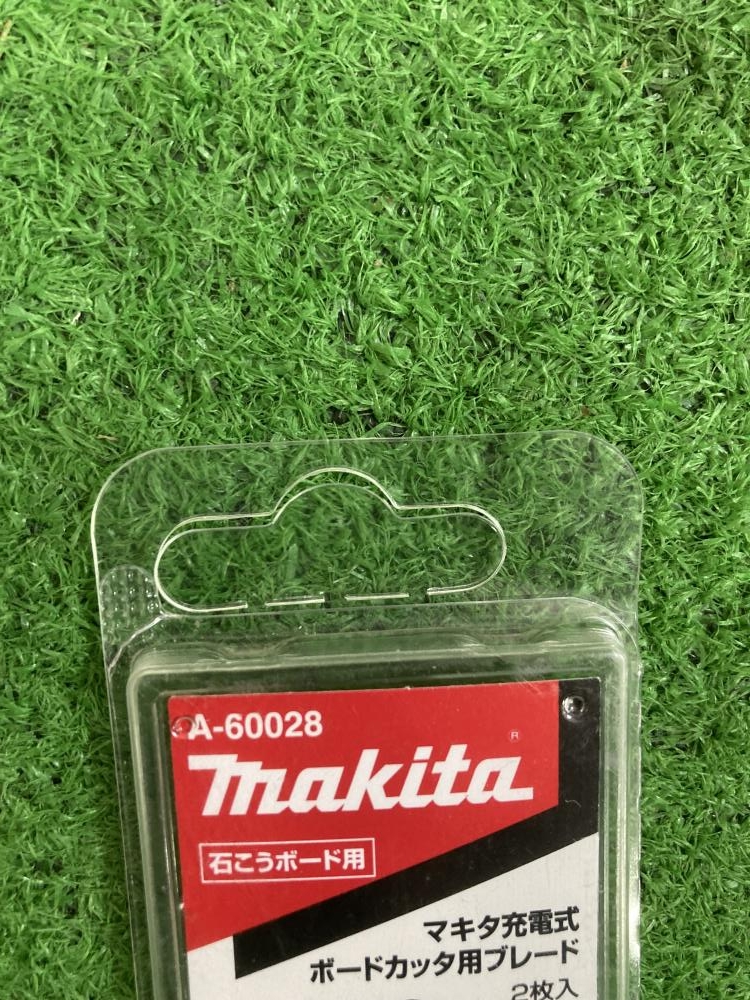 A-60028
makita®
石こうボード用
マキタ充電式
ボードカッタ用ブレード
2枚入